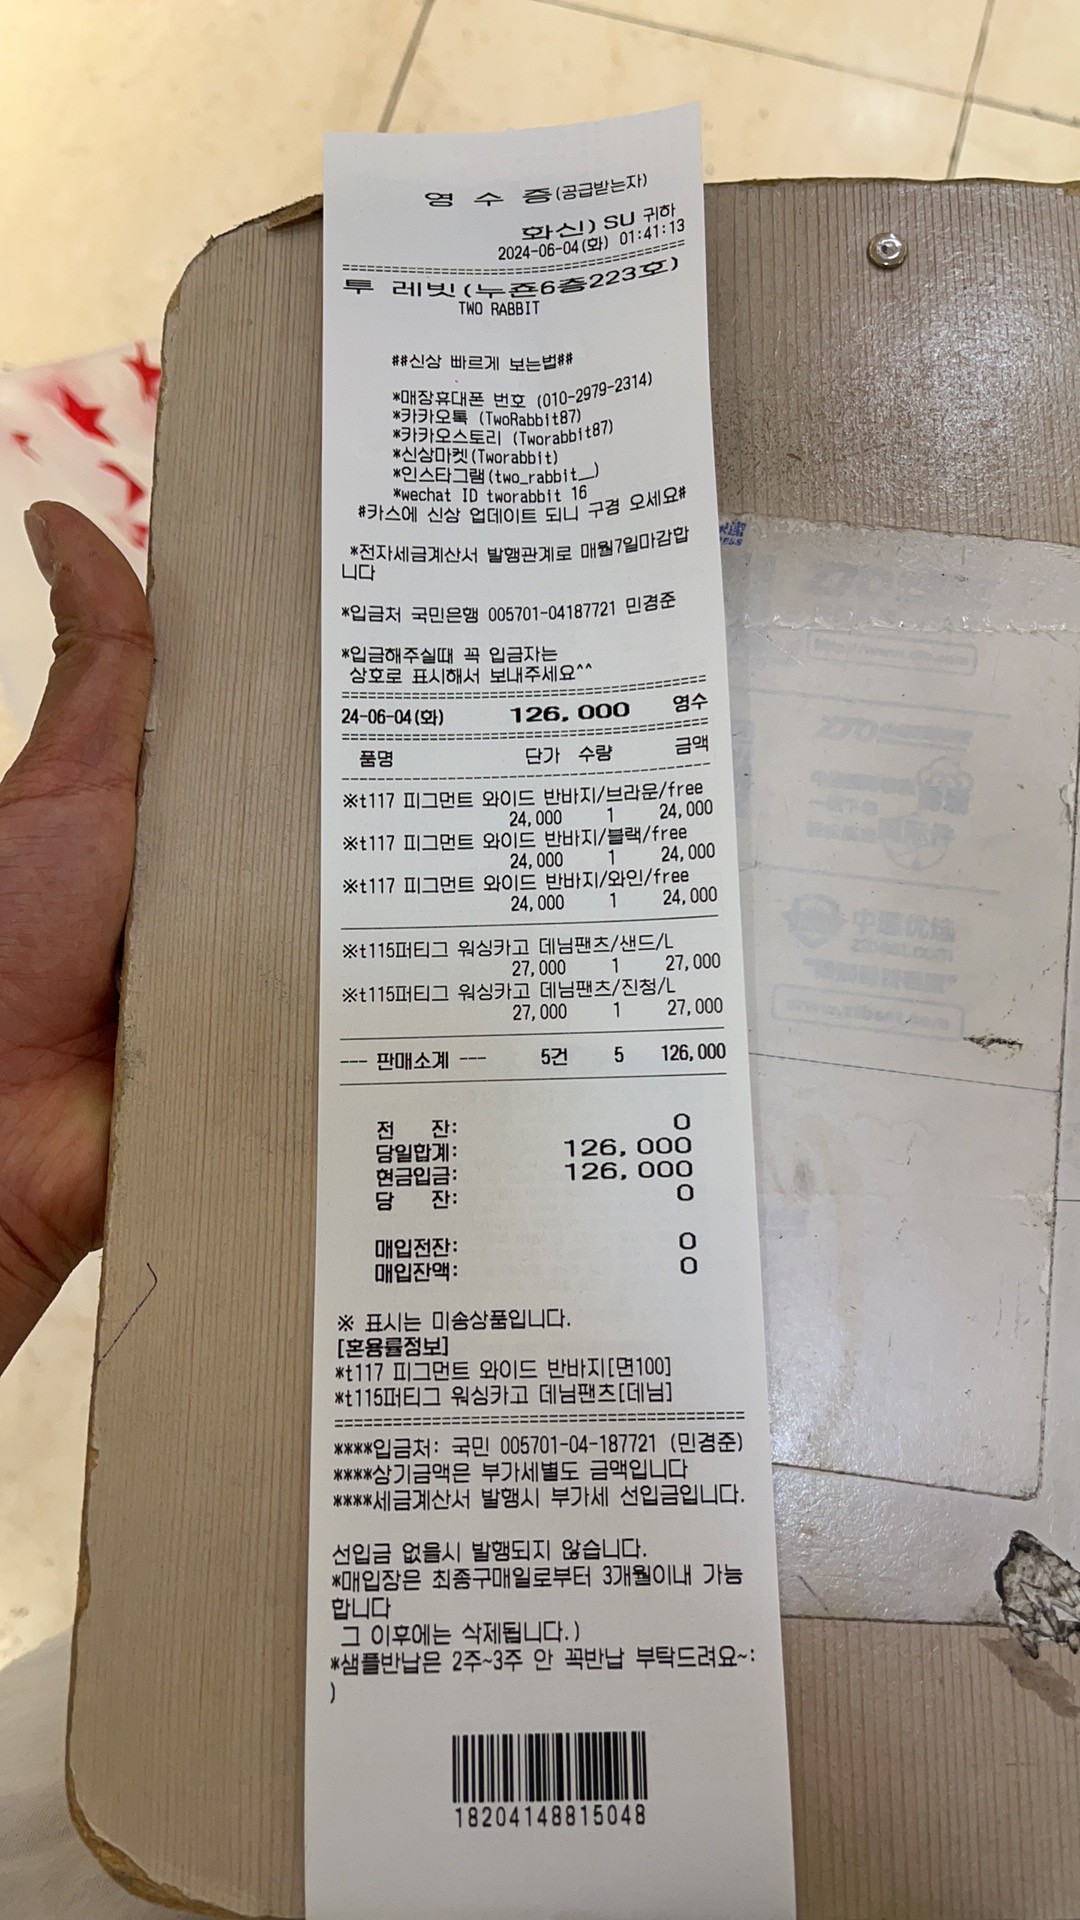 영 수 증(공급받는자)
화신) SU 귀하
2024-06-04(화) 01:41:13
투 레빗(누죤6층223호)
TWO RABBIT
##신상 빠르게 보는법##
*매장휴대폰 번호 (010-2979-2314)
*카카오톡 (TwoRabbit87)
*카카오스토리 (Tworabbit87)
*신상마켓(Tworabbit)
*인스타그램(two_rabbit__)
*wechat ID tworabbit 16
#카스에 신상 업데이트 되니 구경 오세요#
*전자세금계산서 발행관계로 매월7일마감합
니다
*입금처 국민은행 005701-04187721 민경준
*입금해주실때 꼭 입금자는
상호로 표시해서 보내주세요^^
24-06-04(화) 126,000 영수
품명 단가 수량 금액
※t117 피그먼트 와이드 반바지/브라운/free
24,000 1 24,000
※t117 피그먼트 와이드 반바지/블랙/free
24,000 1 24,000
※t117 피그먼트 와이드 반바지/와인/free
24,000 1 24,000
※t115퍼티그 워싱카고 데님팬츠/샌드/L
27,000 1 27,000
※t115퍼티그 워싱카고 데님팬츠/진청/L
27,000 1 27,000
--- 판매소계 --- 5건 5 126,000
전 잔: 0
당일합계: 126,000
현금입금: 126,000
당 잔: 0
매입전잔: 0
매입잔액: 0
※ 표시는 미송상품입니다.
[혼용률정보]
*t117 피그먼트 와이드 반바지[면100]
*t115퍼티그 워싱카고 데님팬츠[데님]
****입금처: 국민 005701-04-187721 (민경준)
****상기금액은 부가세별도 금액입니다
****세금계산서 발행시 부가세 선입금입니다.
선입금 없을시 발행되지 않습니다.
*매입장은 최종구매일로부터 3개월이내 가능
합니다
그 이후에는 삭제됩니다.)
*샘플반납은 2주~3주 안 꼭반납 부탁드려요~:
)
18204148815048